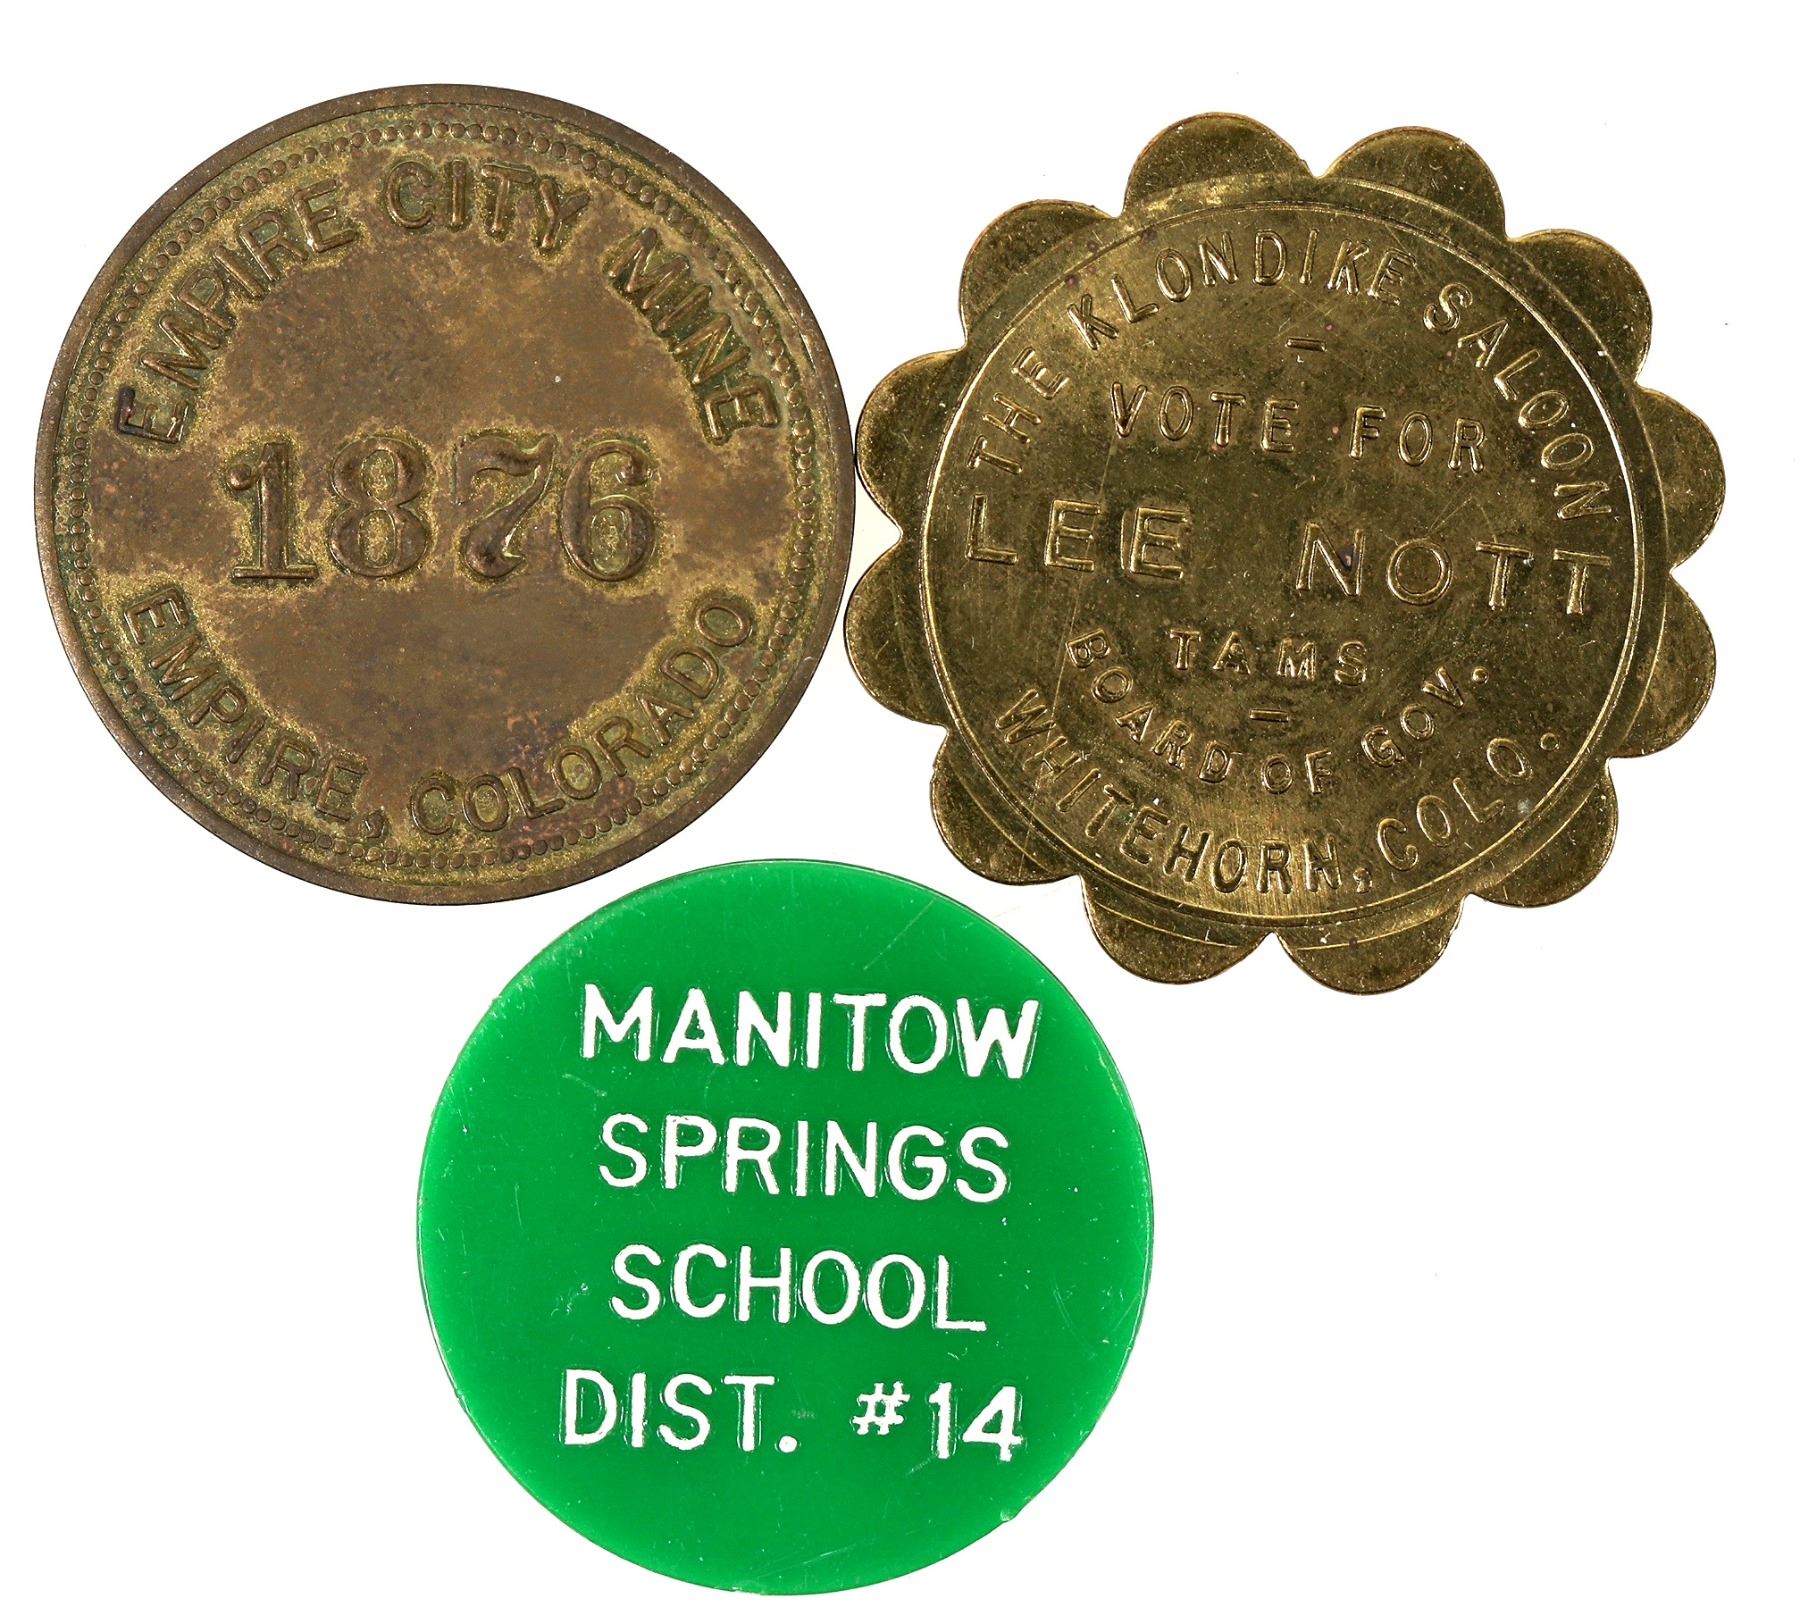 EMPIRE CITY MINE
1876
EMPIRE, COLORADO
THE KLONDIKE SALOON
VOTE FOR
LEE NOTT
TAMS
BOARD OF GOV.
WHITEHORN, COLO.
MANITOW
SPRINGS
SCHOOL
DIST. #14